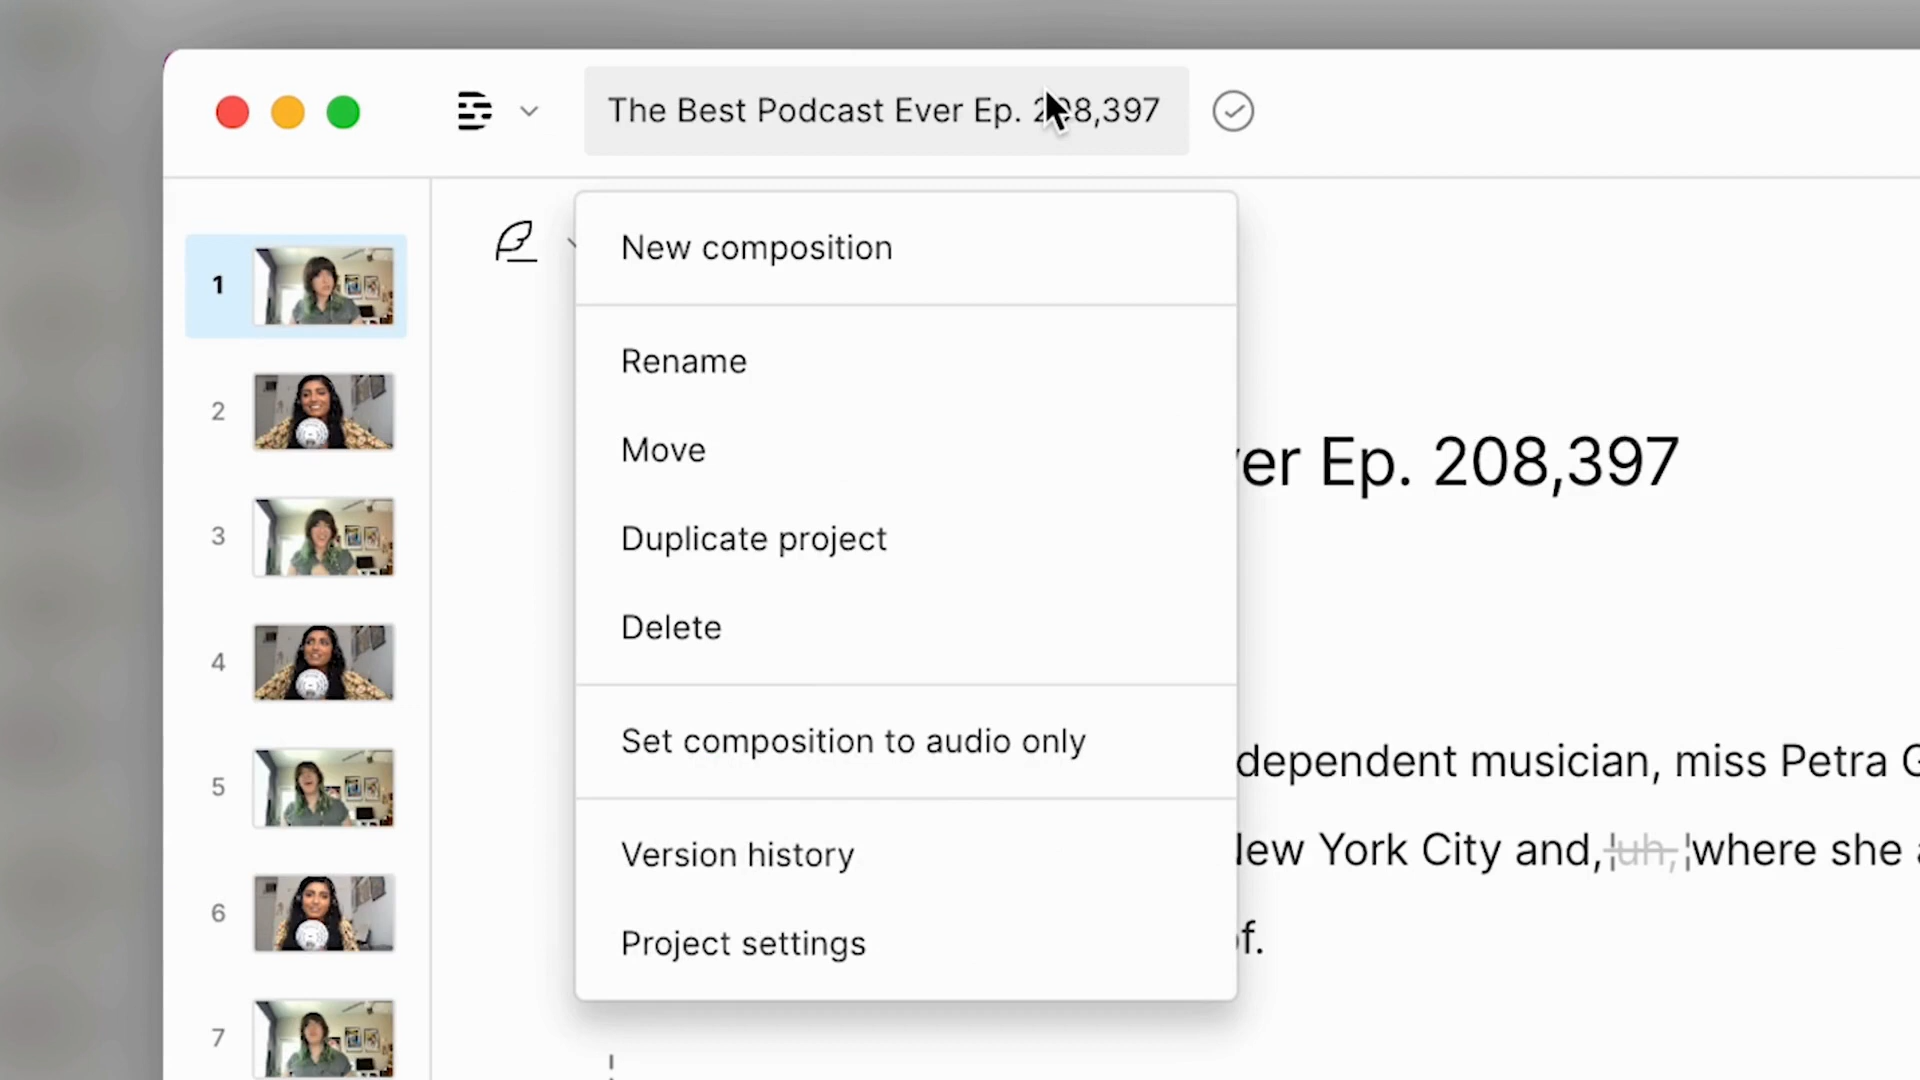 The Best Podcast Ever Ep. 208,397
1
2
3
4
5
6
7
New composition
Rename
Move
Duplicate project
Delete
Set composition to audio only
Version history
Project settings
er Ep. 208,397
dependent musician, miss Petra G
New York City and, uh, where she
f.